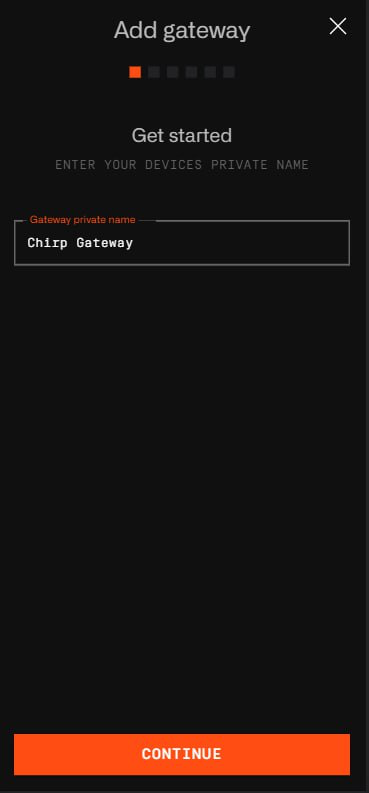 Add gateway
Get started
ENTER YOUR DEVICES PRIVATE NAME
Gateway private name
Chirp Gateway
CONTINUE